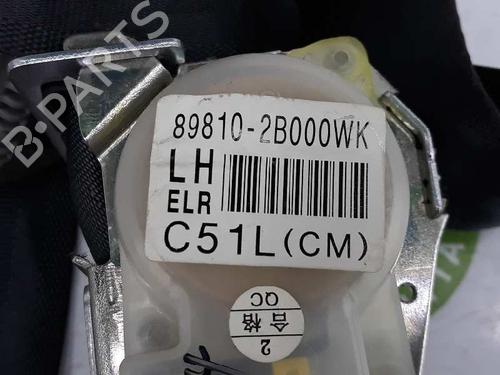 B-PARTS
89810-2B000WK
LH
ELR
C51L(CM)
2
合格
QC